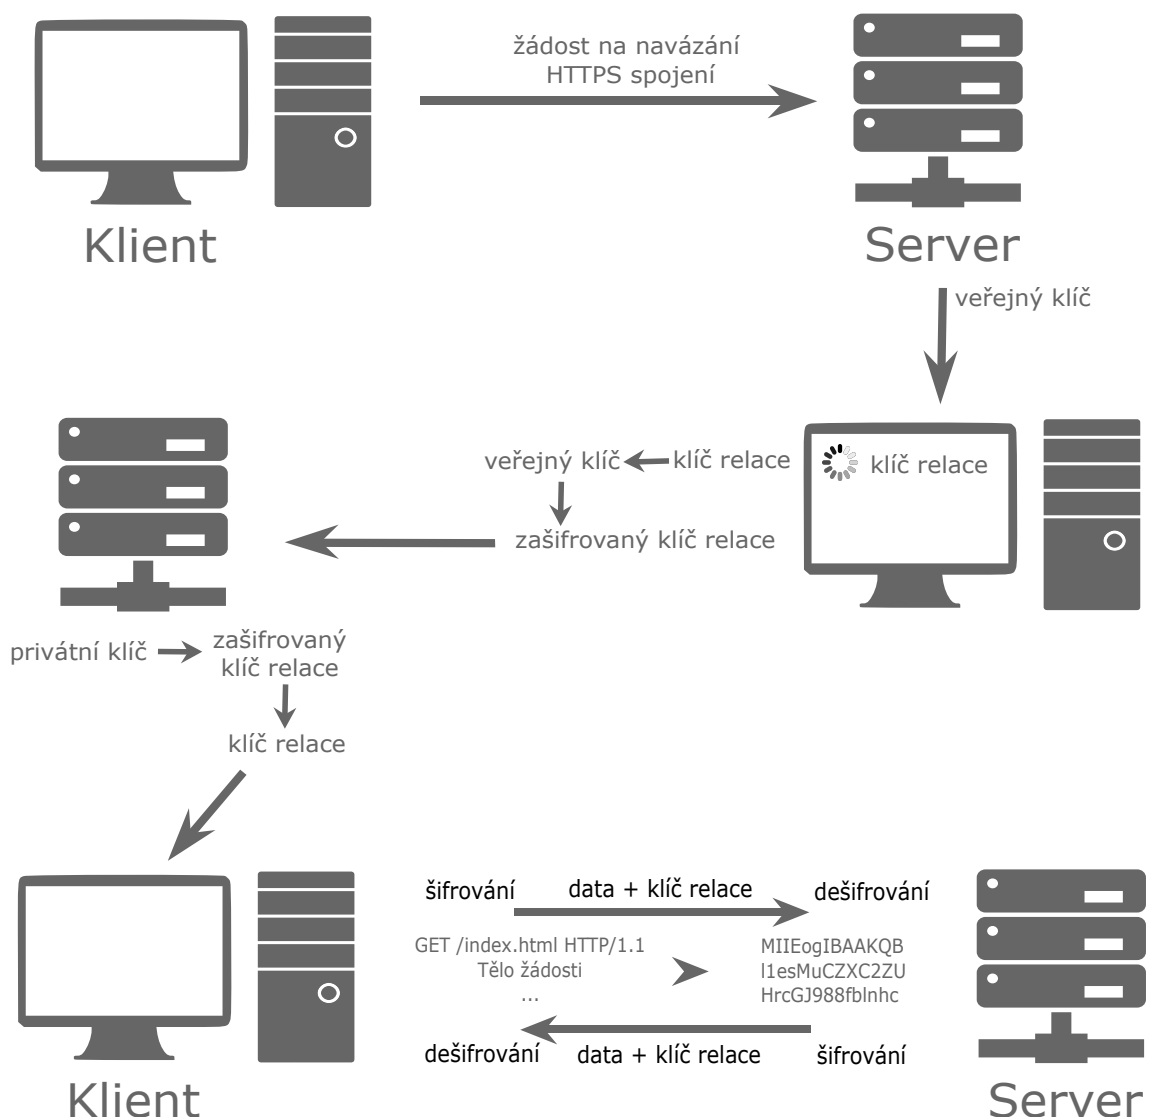 žádost na navázání
HTTPS spojení
Klient
Server
veřejný klíč
veřejný klíč
klíč relace
klíč relace
zašifrovaný klíč relace
privátní klíč
zašifrovaný
klíč relace
klíč relace
šifrování
data + klíč relace
dešifrování
GET /index.html HTTP/1.1
Tělo žádosti
...
MIIEogIBAAKQB
l1esMuCZXC2ZU
HrcGJ988fblnhc
dešifrování
data + klíč relace
šifrování
Klient
Server